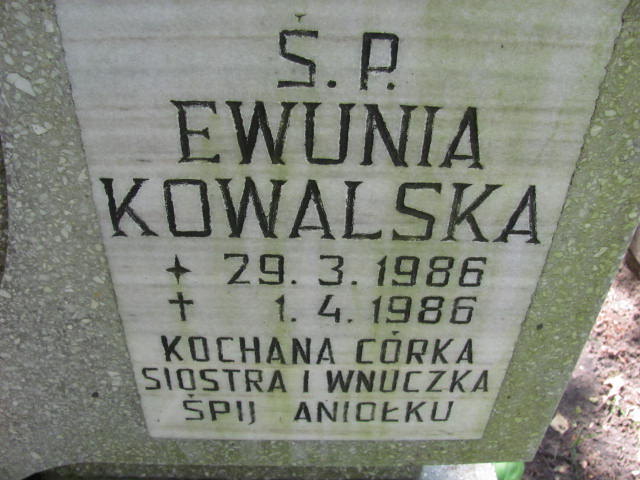 Ś. P.
EWUNIA
KOWALSKA
✦ 29. 3. 1986
✝ 1. 4. 1986
KOCHANA CÓRKA
SIOSTRA I WNUCZKA
ŚPIJ ANIOŁKU